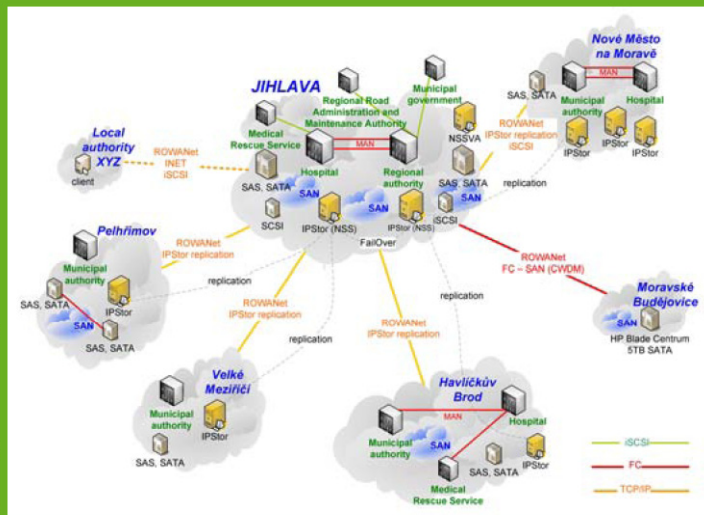 JIHLAVA
Regional Road
Administration and
Maintenance Authority
Municipal
government
Medical
Rescue Service
MAN
Hospital
Regional
authority
NSSVA
SAS, SATA
SAS, SATA
SAN
SAN
SAN
SCSI
IPStor (NSS)
IPStor (NSS)
iSCSI
FailOver
Nové Město
na Moravě
SAS, SATA
MAN
Municipal
authority
Hospital
IPStor
IPStor
IPStor
ROWANet
IPStor replication
iSCSI
replication
Local
authority
XYZ
client
ROWANet
INET
iSCSI
Pelhřimov
Municipal
authority
IPStor
SAS, SATA
SAN
SAS, SATA
ROWANet
IPStor replication
replication
ROWANet
IPStor replication
replication
Velké
Meziříčí
Municipal
authority
IPStor
SAS, SATA
ROWANet
IPStor replication
replication
Havlíčkův
Brod
MAN
Hospital
Municipal
authority
SAN
SAS, SATA
IPStor
Medical
Rescue Service
ROWANet
FC – SAN (CWDM)
Moravské
Budějovice
SAN
HP Blade Centrum
5TB SATA
iSCSI
FC
TCP/IP